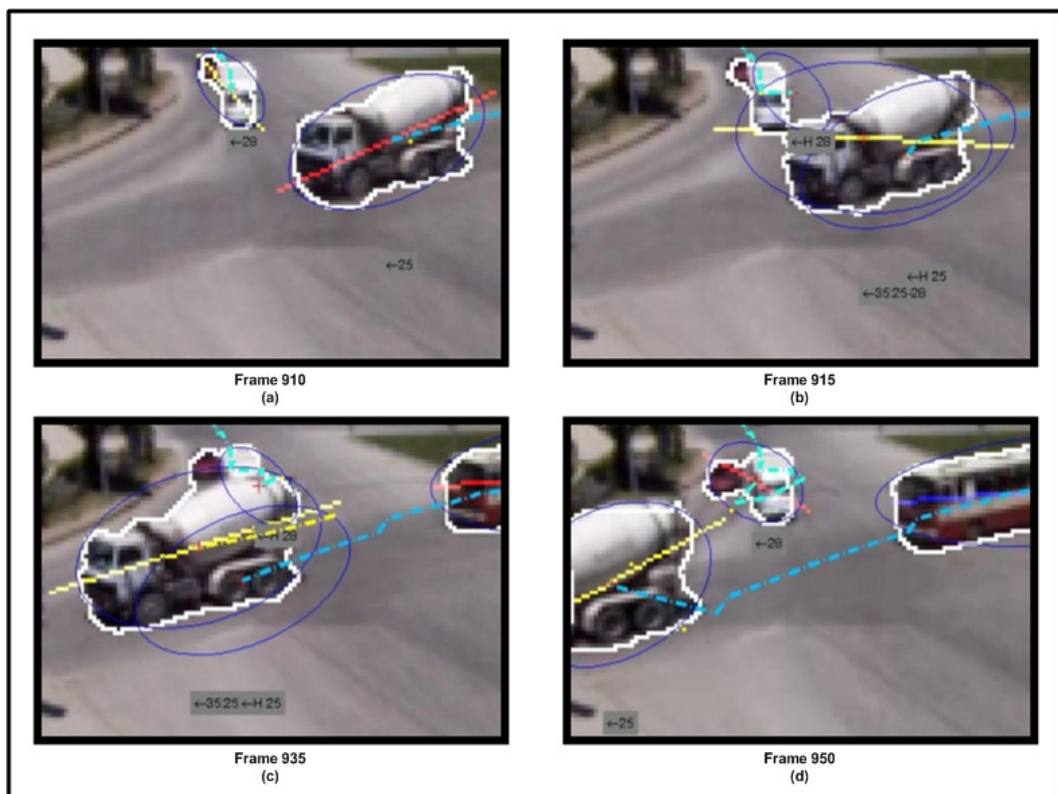 ←28
←25
Frame 910
(a)
←H 28
←H 25
←35:25-28
Frame 915
(b)
←H 28
←35:25 ←H 25
Frame 935
(c)
←28
←25
Frame 950
(d)